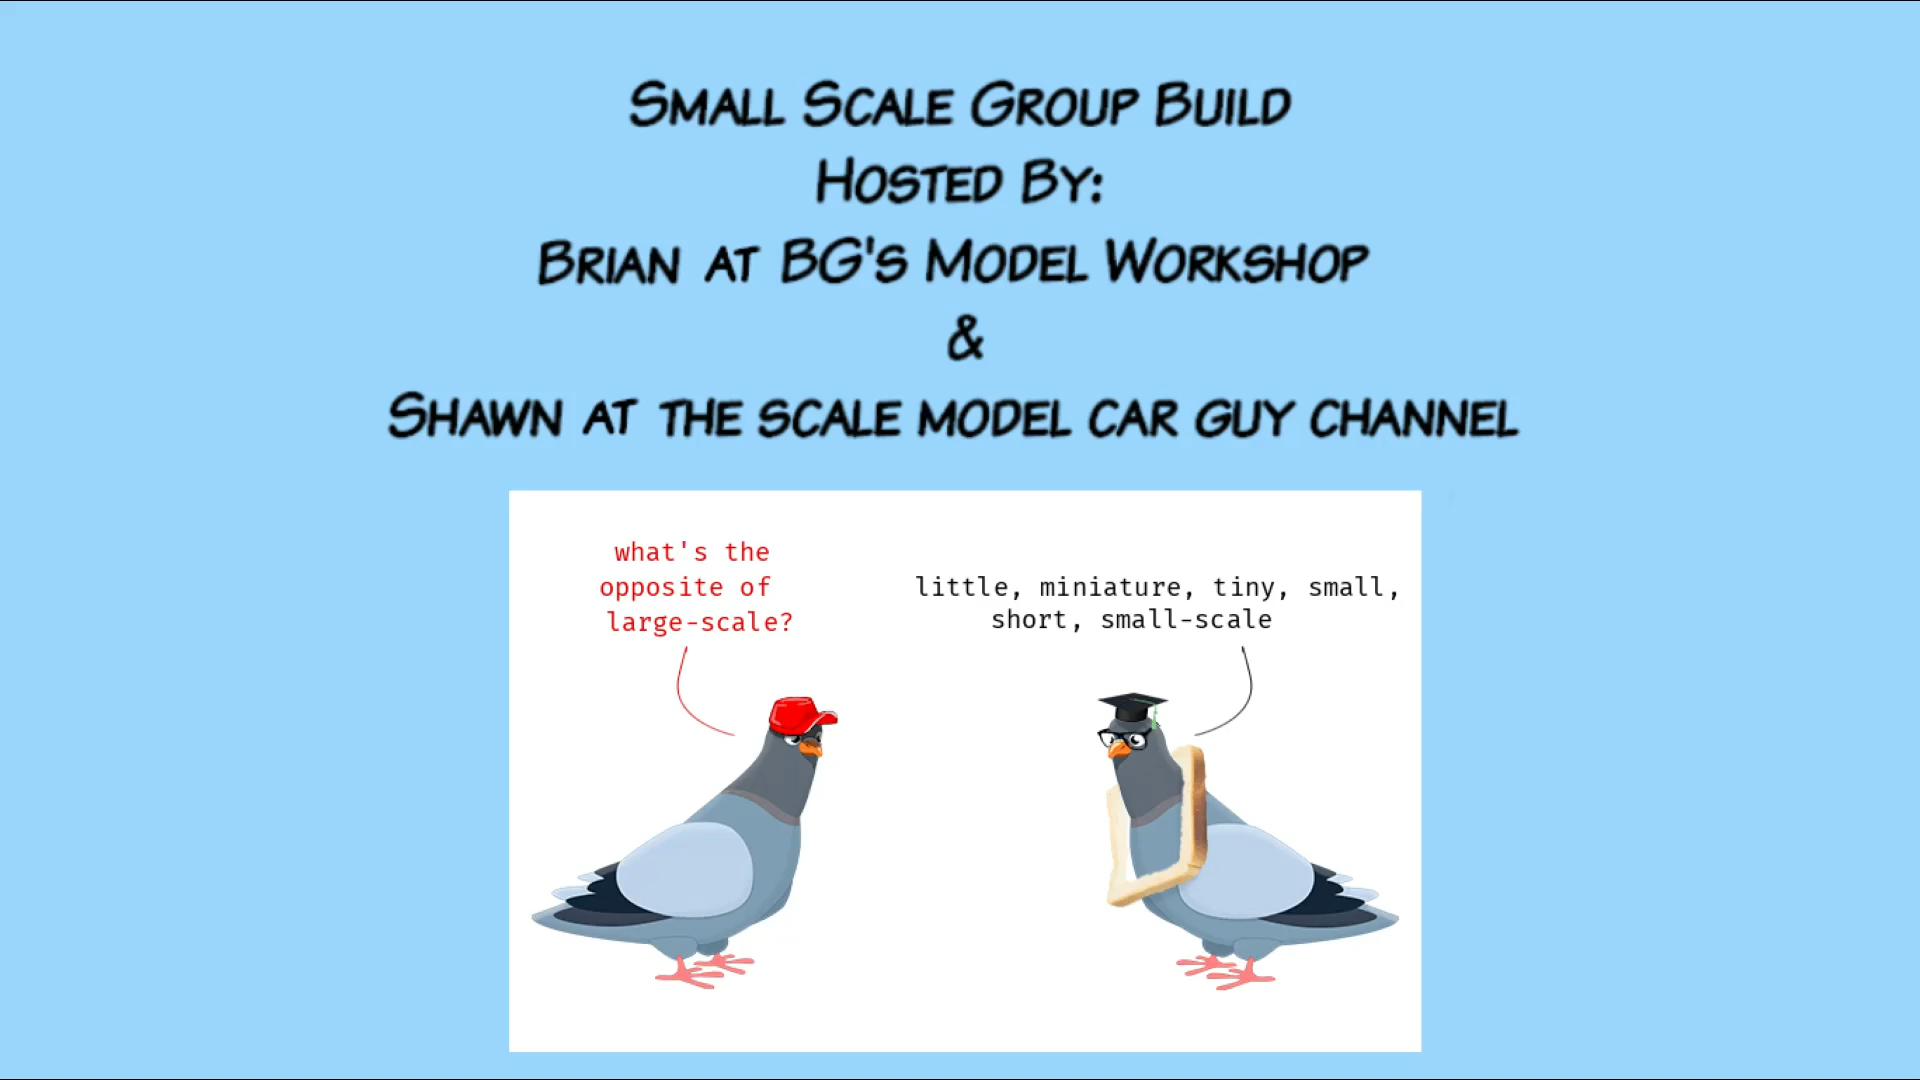 Small Scale Group Build
Hosted By:
Brian at BG's Model Workshop
&
Shawn at the scale model car guy channel
what's the
opposite of
large-scale?
little, miniature, tiny, small,
short, small-scale